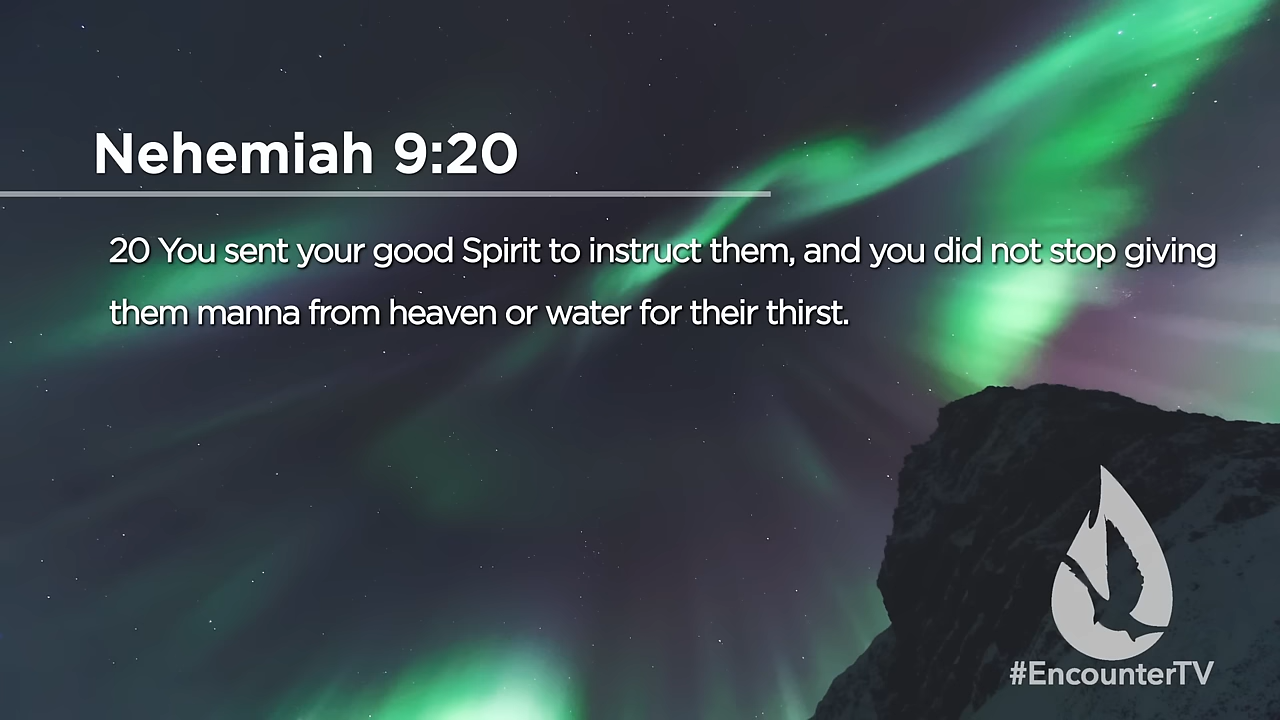 Nehemiah 9:20
20 You sent your good Spirit to instruct them, and you did not stop giving
them manna from heaven or water for their thirst.
#EncounterTV